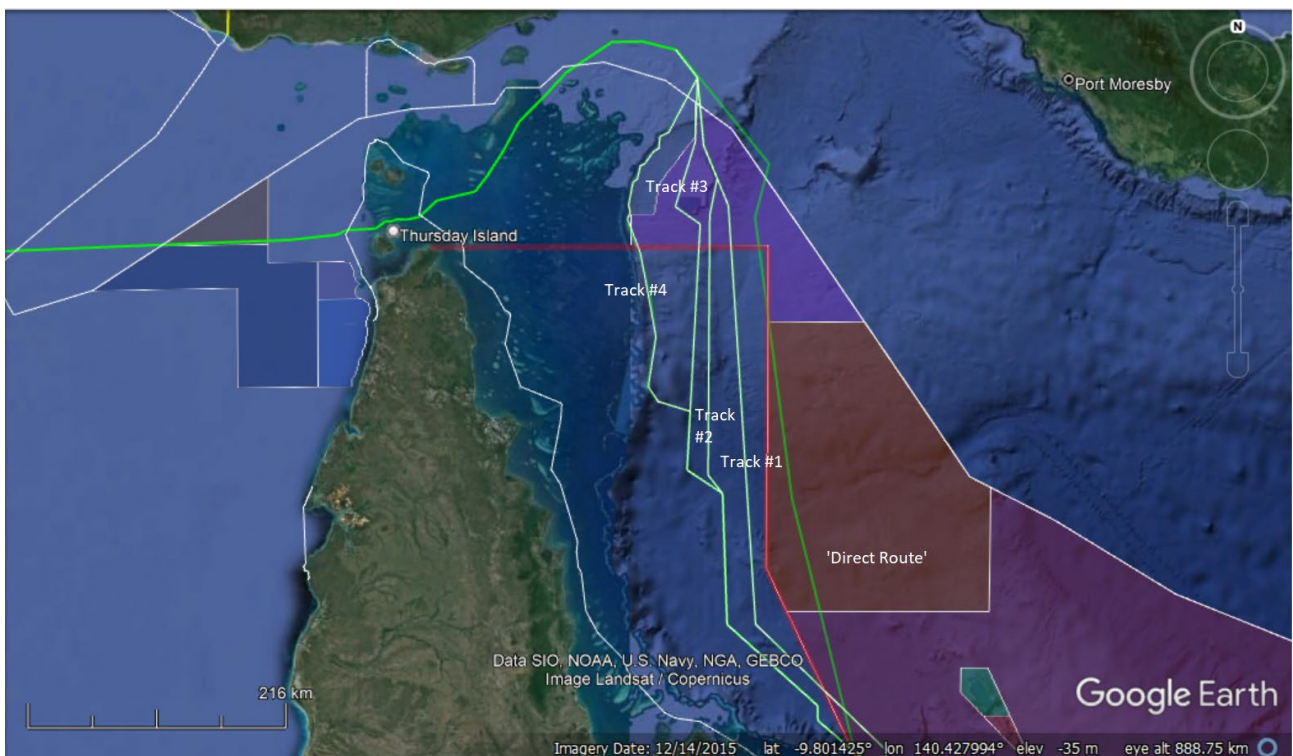 N
Port Moresby
Track #3
Thursday Island
Track #4
Track
#2
Track #1
'Direct Route'
Data SIO, NOAA, U.S. Navy, NGA, GEBCO
Image Landsat / Copernicus
216 km
Google Earth
Imagery Date: 12/14/2015 lat -9.801425° lon 140.427994° elev -35 m eye alt 888.75 km